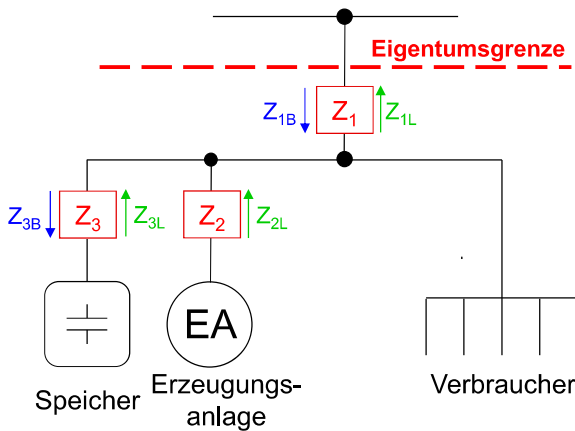 Eigentumsgrenze
Z1B Z1 Z1L
Z3B Z3 Z3L Z2 Z2L
EA
Speicher
Erzeugungs-
anlage
Verbraucher